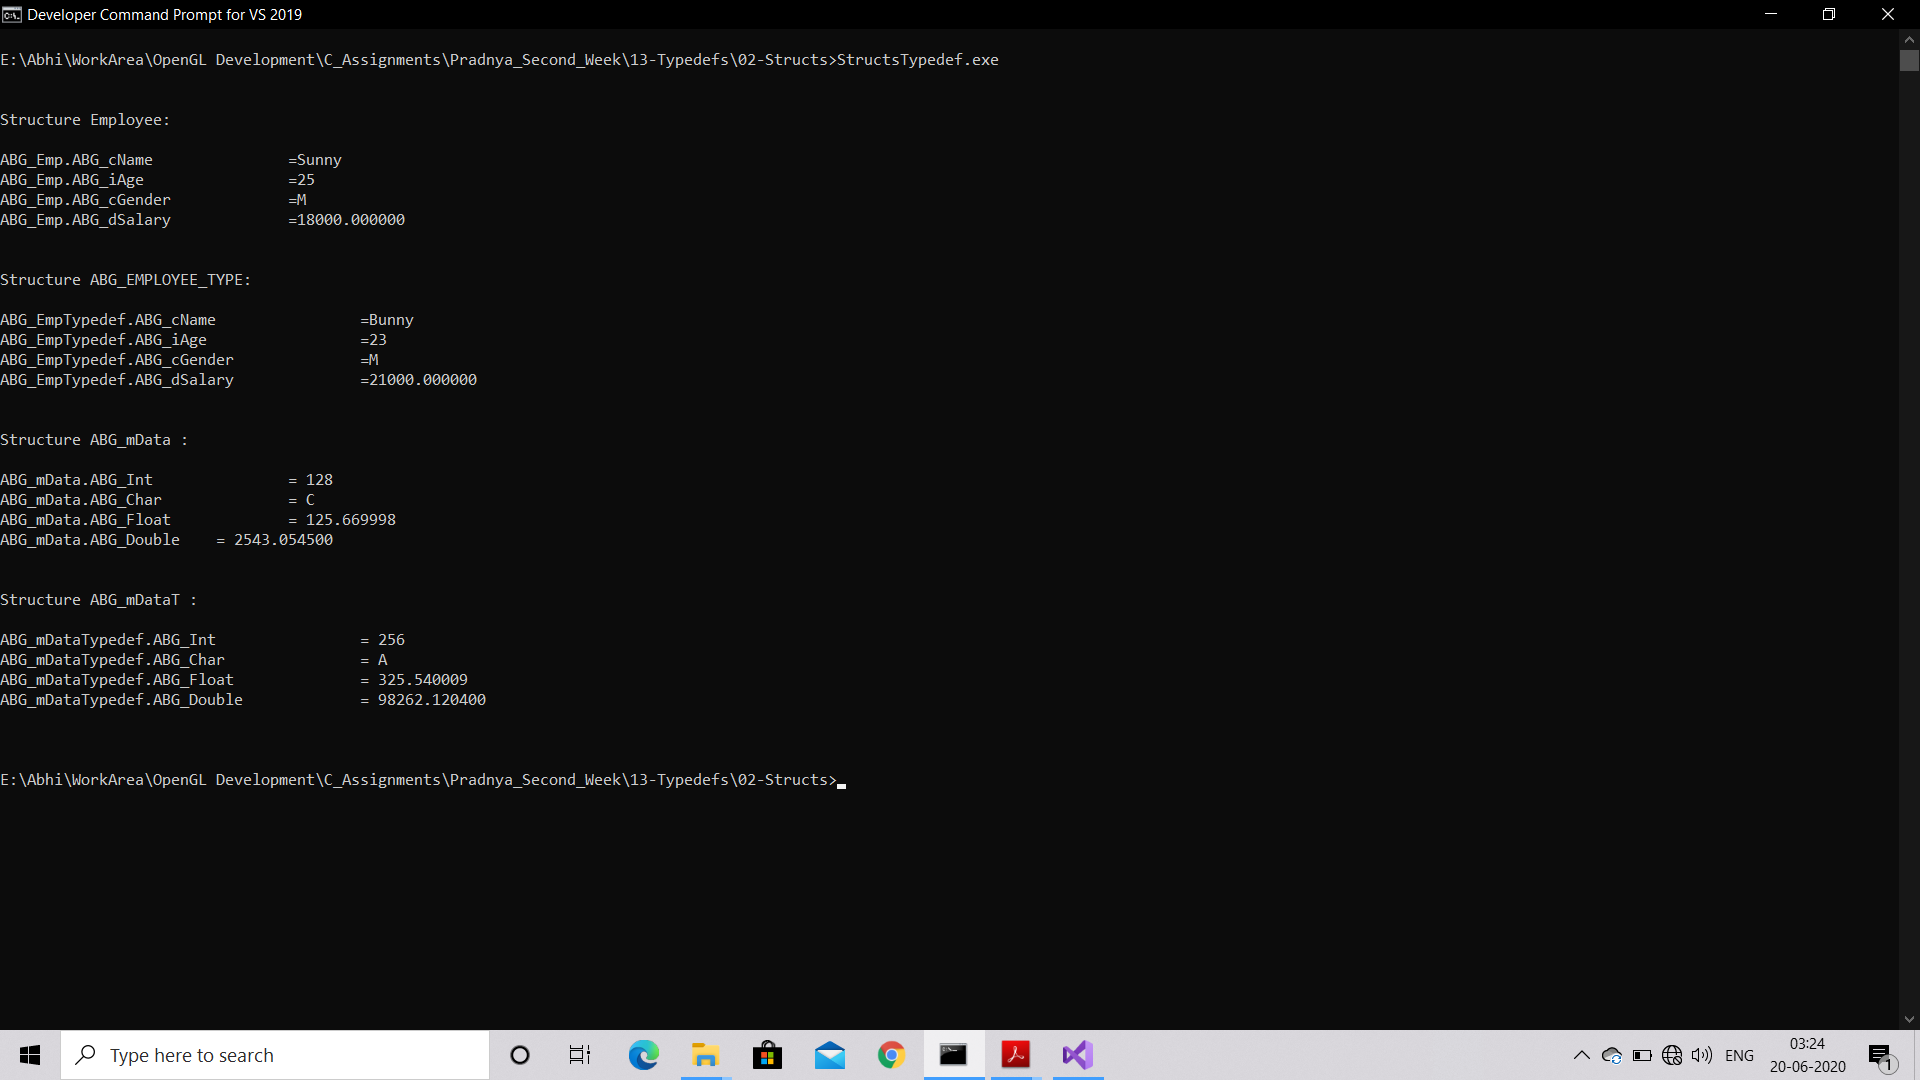 Developer Command Prompt for VS 2019
E:\Abhi\WorkArea\OpenGL Development\C_Assignments\Pradnya_Second_Week\13-Typedefs\02-Structs>StructsTypedef.exe
Structure Employee:
ABG_Emp.ABG_cName =Sunny
ABG_Emp.ABG_iAge =25
ABG_Emp.ABG_cGender =M
ABG_Emp.ABG_dSalary =18000.000000
Structure ABG_EMPLOYEE_TYPE:
ABG_EmpTypedef.ABG_cName =Bunny
ABG_EmpTypedef.ABG_iAge =23
ABG_EmpTypedef.ABG_cGender =M
ABG_EmpTypedef.ABG_dSalary =21000.000000
Structure ABG_mData :
ABG_mData.ABG_Int = 128
ABG_mData.ABG_Char = C
ABG_mData.ABG_Float = 125.669998
ABG_mData.ABG_Double = 2543.054500
Structure ABG_mDataT :
ABG_mDataTypedef.ABG_Int = 256
ABG_mDataTypedef.ABG_Char = A
ABG_mDataTypedef.ABG_Float = 325.540009
ABG_mDataTypedef.ABG_Double = 98262.120400
E:\Abhi\WorkArea\OpenGL Development\C_Assignments\Pradnya_Second_Week\13-Typedefs\02-Structs>
Type here to search
ENG
03:24
20-06-2020
1